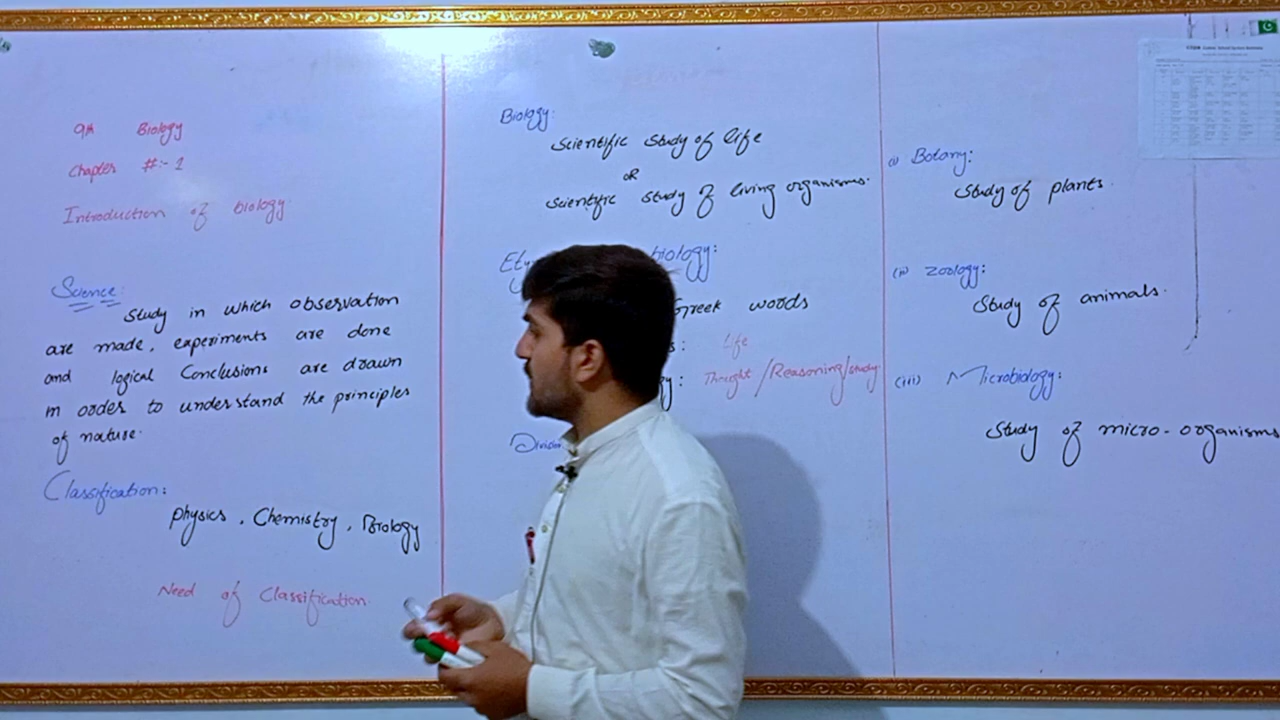 9th Biology
Chapter #:- 1
Introduction of biology
Science:
Study in which observation
are made, experiments are done
and logical Conclusions are drawn
in order to understand the principles
of nature.
Classification:
Physics, Chemistry, Biology
Need of Classification.
Biology:
Scientific study of life
OR
Scientific study of living organisms.
biology:
Greek words
: Life
: Thought/Reasoning/study
(i) Botany:
Study of plants
(ii) Zoology:
Study of animals.
(iii) Microbiology:
Study of micro-organisms